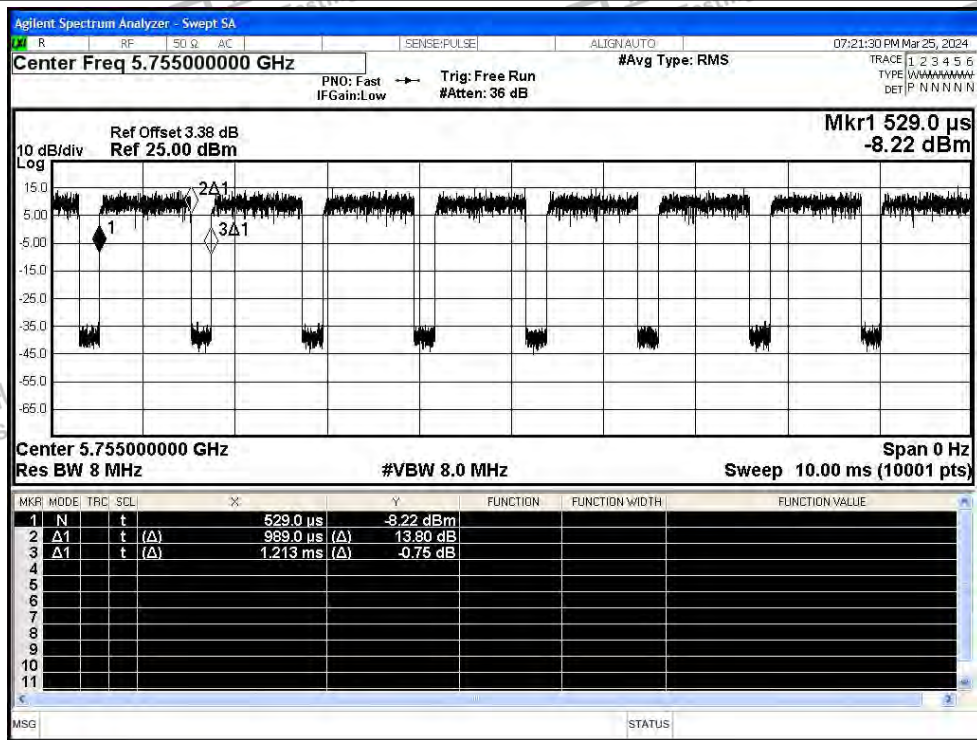 Testing
Agilent Spectrum Analyzer - Swept SA
LXI R RF 50 Ω AC SENSE:PULSE ALIGN AUTO 07:21:30 PM Mar 25, 2024
Center Freq 5.755000000 GHz
PNO: Fast
IFGain:Low
Trig: Free Run
#Atten: 36 dB
#Avg Type: RMS
TRACE 1 2 3 4 5 6
TYPE WWWWWW
DET P N N N N N
Mkr1 529.0 µs
-8.22 dBm
Ref Offset 3.38 dB
10 dB/div Ref 25.00 dBm
Log
15.0
5.00
-5.00
-15.0
-25.0
-35.0
-45.0
-55.0
-65.0
2Δ1
1
3Δ1
Center 5.755000000 GHz Span 0 Hz
Res BW 8 MHz #VBW 8.0 MHz Sweep 10.00 ms (10001 pts)
MKR MODE TRC SCL X Y FUNCTION FUNCTION WIDTH FUNCTION VALUE
1 N t 529.0 µs -8.22 dBm
2 Δ1 t (Δ) 989.0 µs (Δ) 13.80 dB
3 Δ1 t (Δ) 1.213 ms (Δ) -0.75 dB
4
5
6
7
8
9
10
11
MSG STATUS